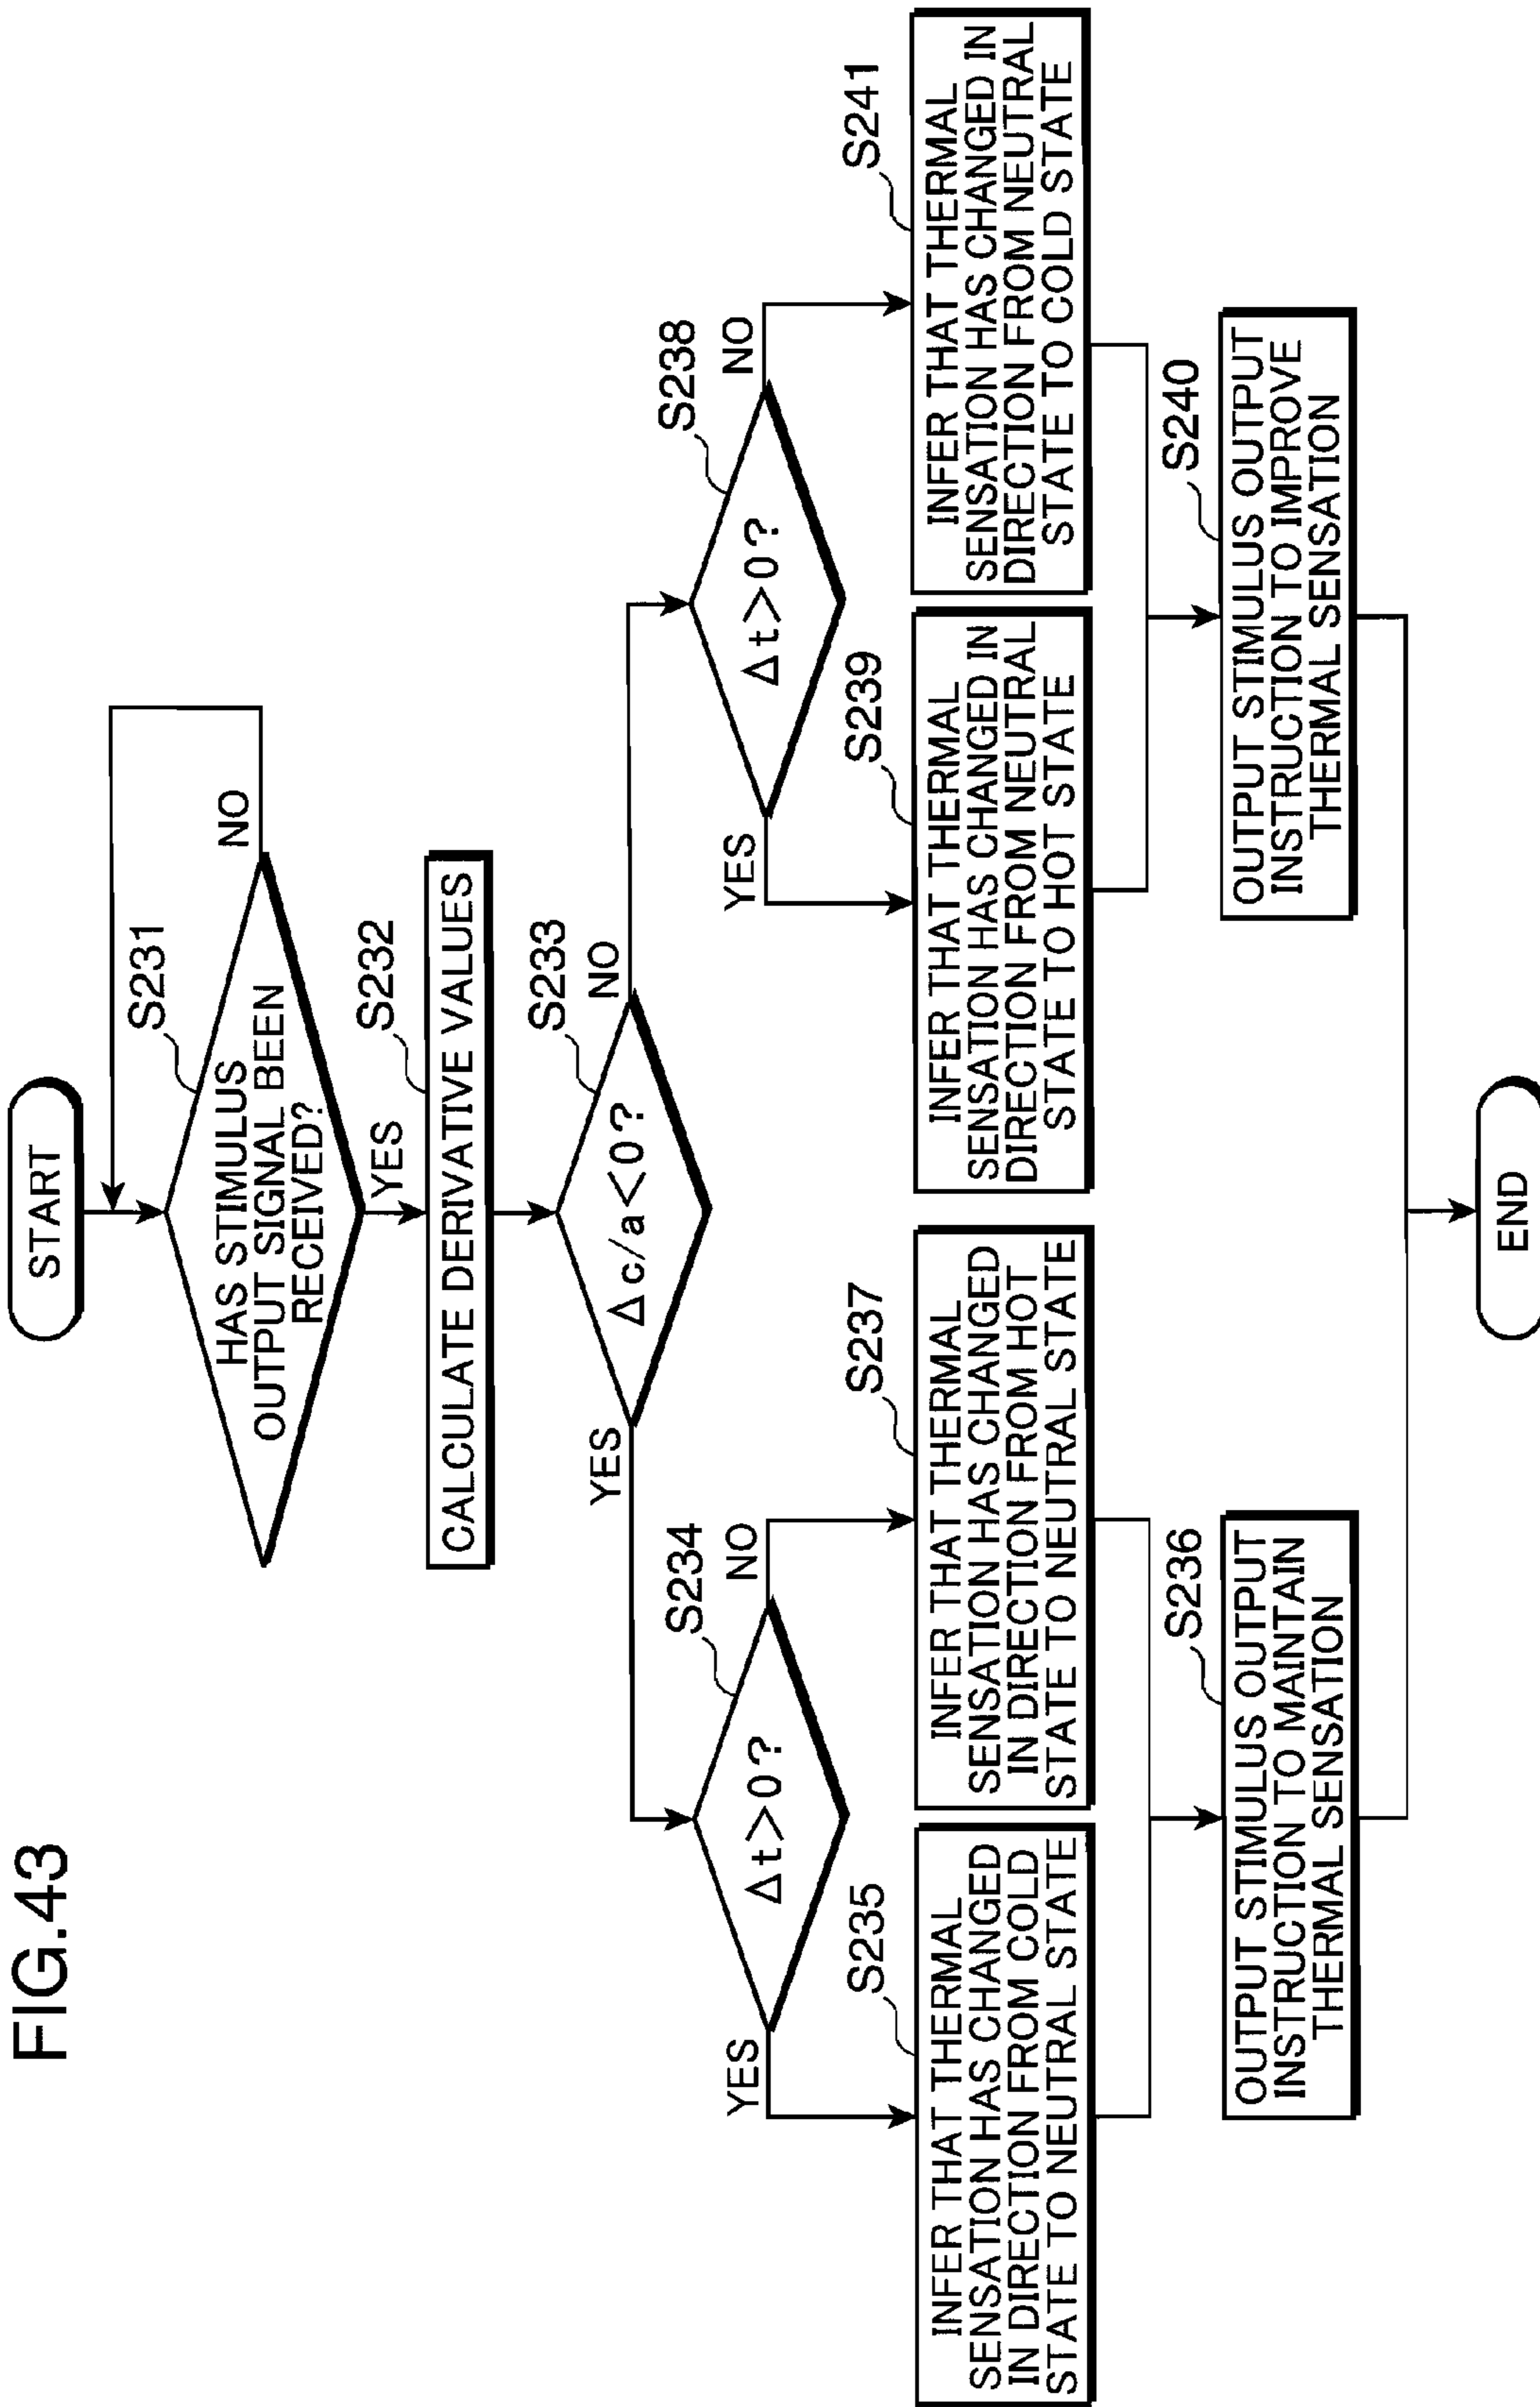 FIG.43
START
S231
HAS STIMULUS
OUTPUT SIGNAL BEEN
RECEIVED?
NO
YES
S232
CALCULATE DERIVATIVE VALUES
S233
Δc/a<0?
YES
NO
S234
Δt>0?
YES
NO
S238
Δt>0?
YES
NO
S235
INFER THAT THERMAL
SENSATION HAS CHANGED
IN DIRECTION FROM COLD
STATE TO NEUTRAL STATE
S237
INFER THAT THERMAL
SENSATION HAS CHANGED
IN DIRECTION FROM HOT
STATE TO NEUTRAL STATE
S239
INFER THAT THERMAL
SENSATION HAS CHANGED IN
DIRECTION FROM NEUTRAL
STATE TO HOT STATE
S241
INFER THAT THERMAL
SENSATION HAS CHANGED IN
DIRECTION FROM NEUTRAL
STATE TO COLD STATE
S236
OUTPUT STIMULUS OUTPUT
INSTRUCTION TO MAINTAIN
THERMAL SENSATION
S240
OUTPUT STIMULUS OUTPUT
INSTRUCTION TO IMPROVE
THERMAL SENSATION
END